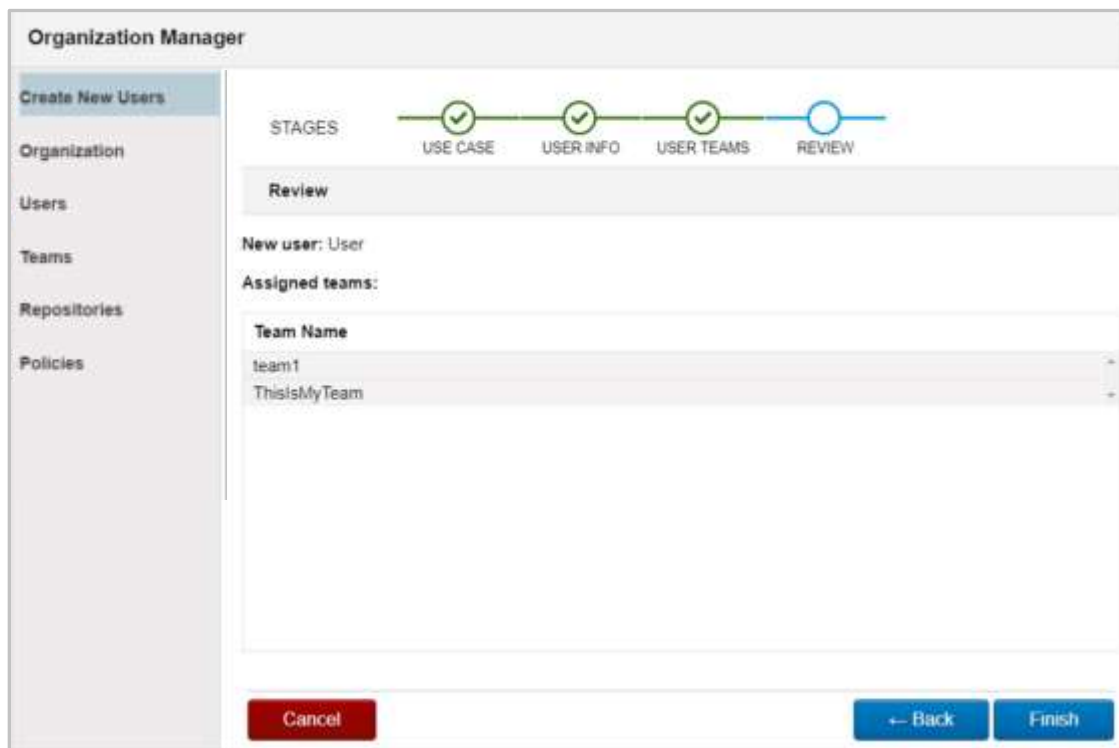 Organization Manager
Create New Users
Organization
Users
Teams
Repositories
Policies
STAGES
USE CASE
USER INFO
USER TEAMS
REVIEW
Review
New user: User
Assigned teams:
Team Name
team1
ThisIsMyTeam
Cancel
← Back
Finish